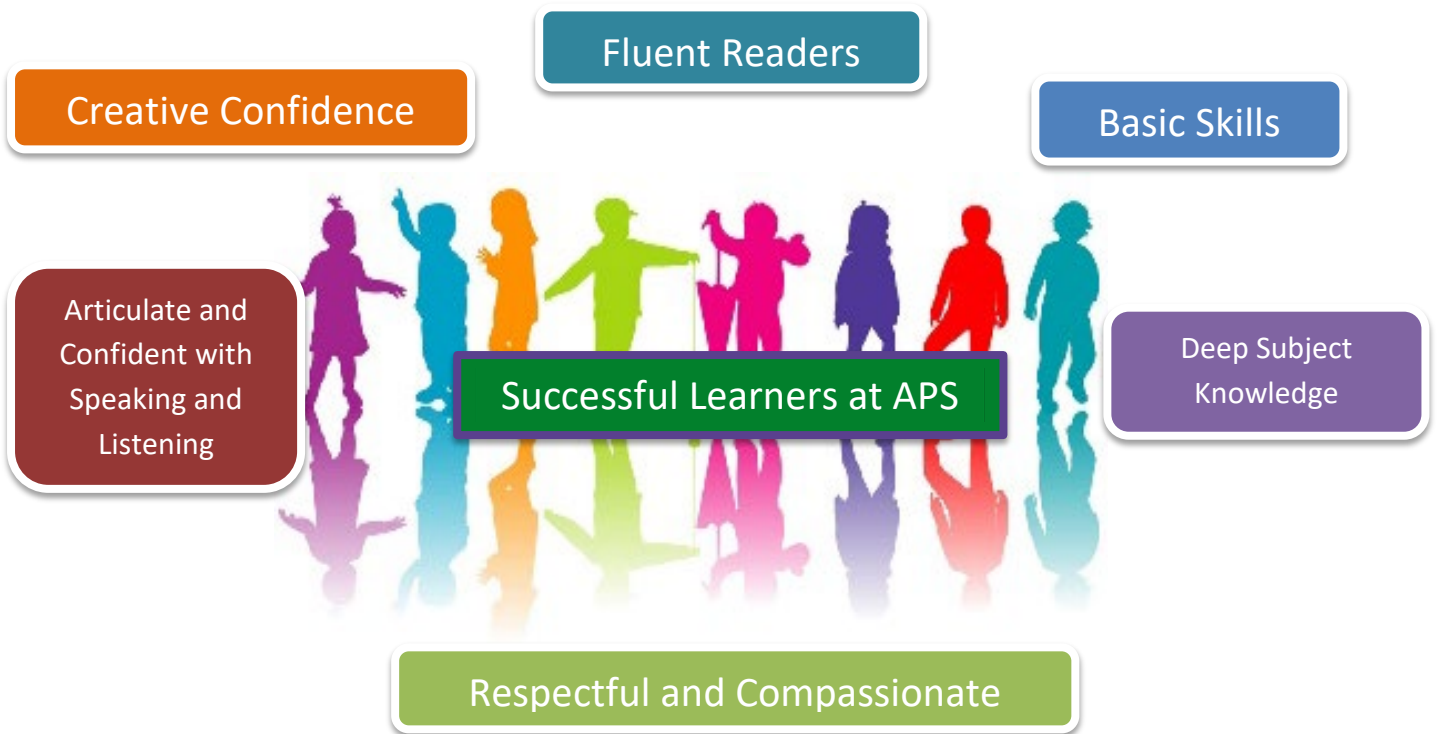 Fluent Readers
Creative Confidence
Basic Skills
Articulate and
Confident with
Speaking and
Listening
Successful Learners at APS
Deep Subject
Knowledge
Respectful and Compassionate